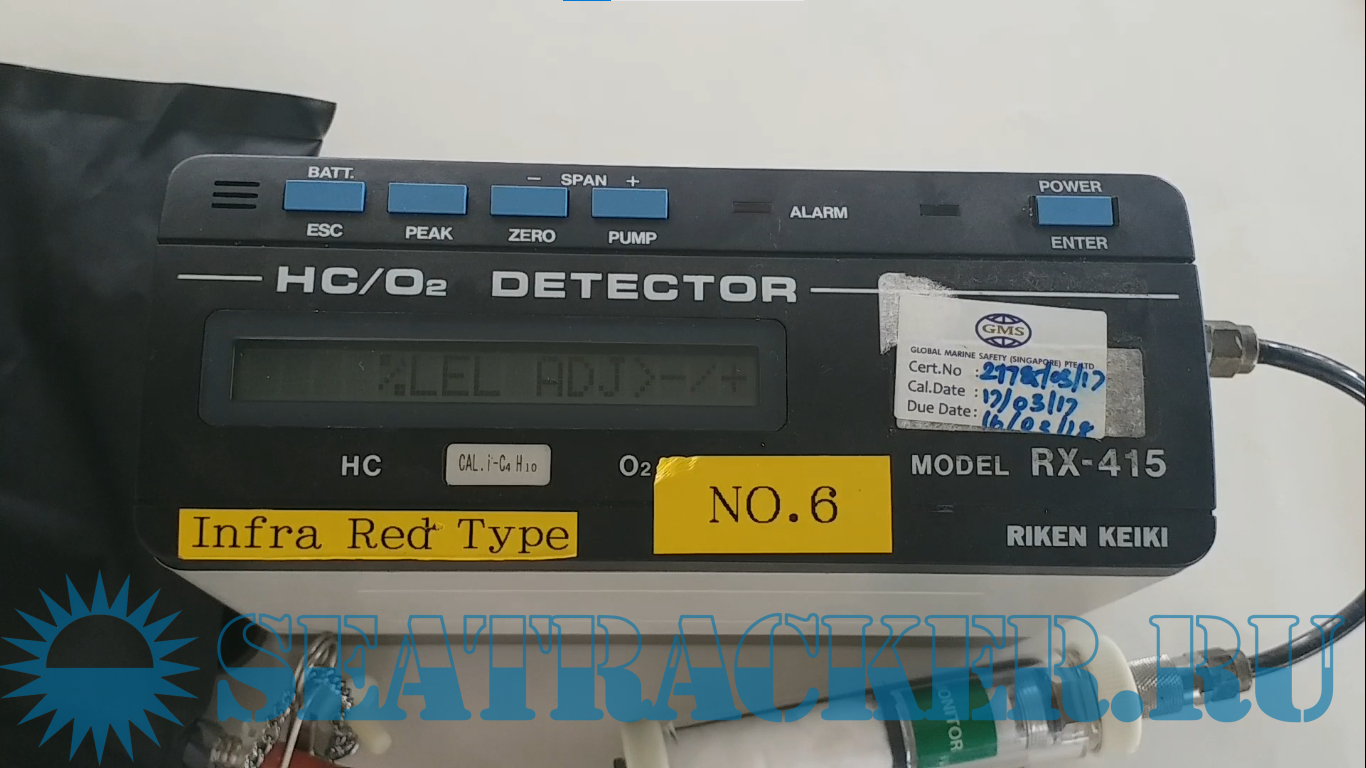 BATT.
− SPAN +
POWER
ESC
PEAK
ZERO
PUMP
ALARM
ENTER
HC/O₂ DETECTOR
GMS
GLOBAL MARINE SAFETY (SINGAPORE) PTE LTD
Cert.No :
Cal.Date : 17/03/17
Due Date : 16/03/18
%LEL ADJ>-/+
HC
CAL. i-C₄ H₁₀
O₂
MODEL RX-415
NO.6
Infra Red Type
RIKEN KEIKI
SEATRACKER.RU